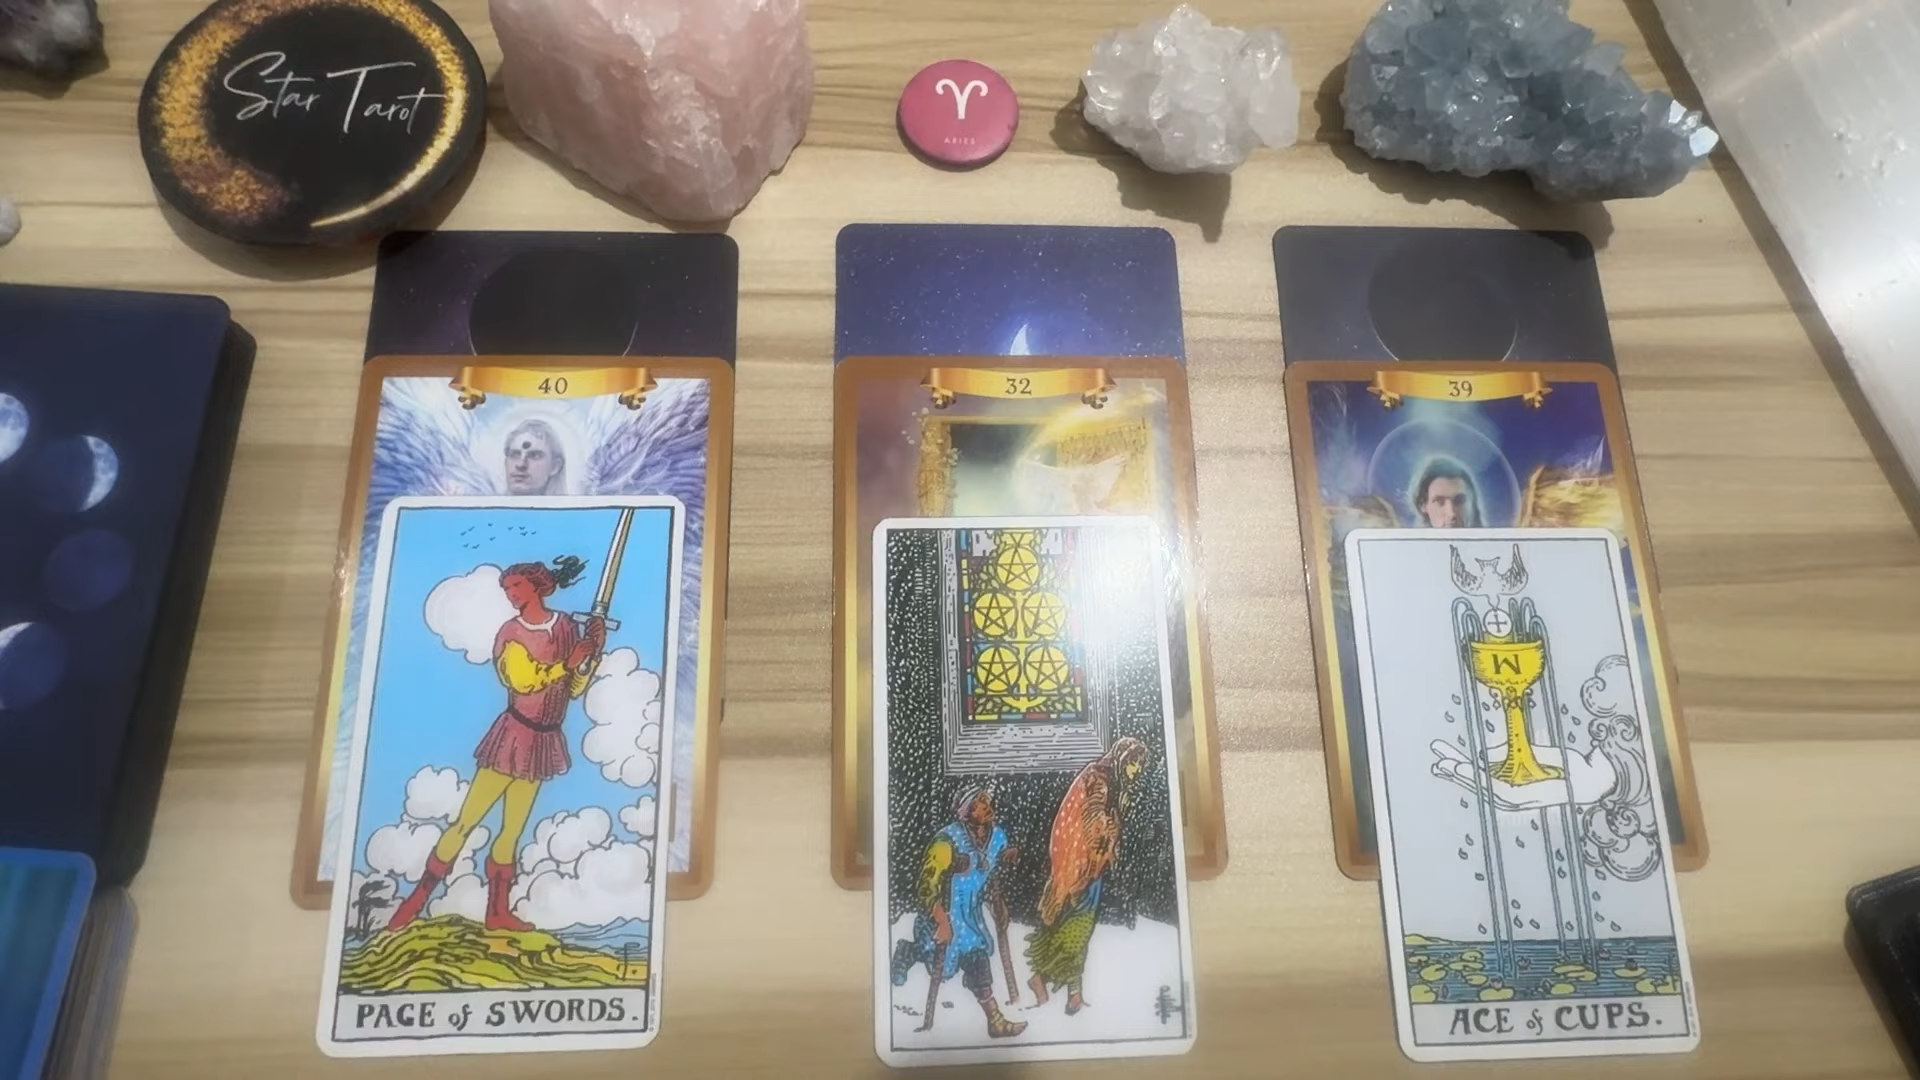 Star Tarot
ARIES
40
32
39
PAGE of SWORDS.
ACE of CUPS.